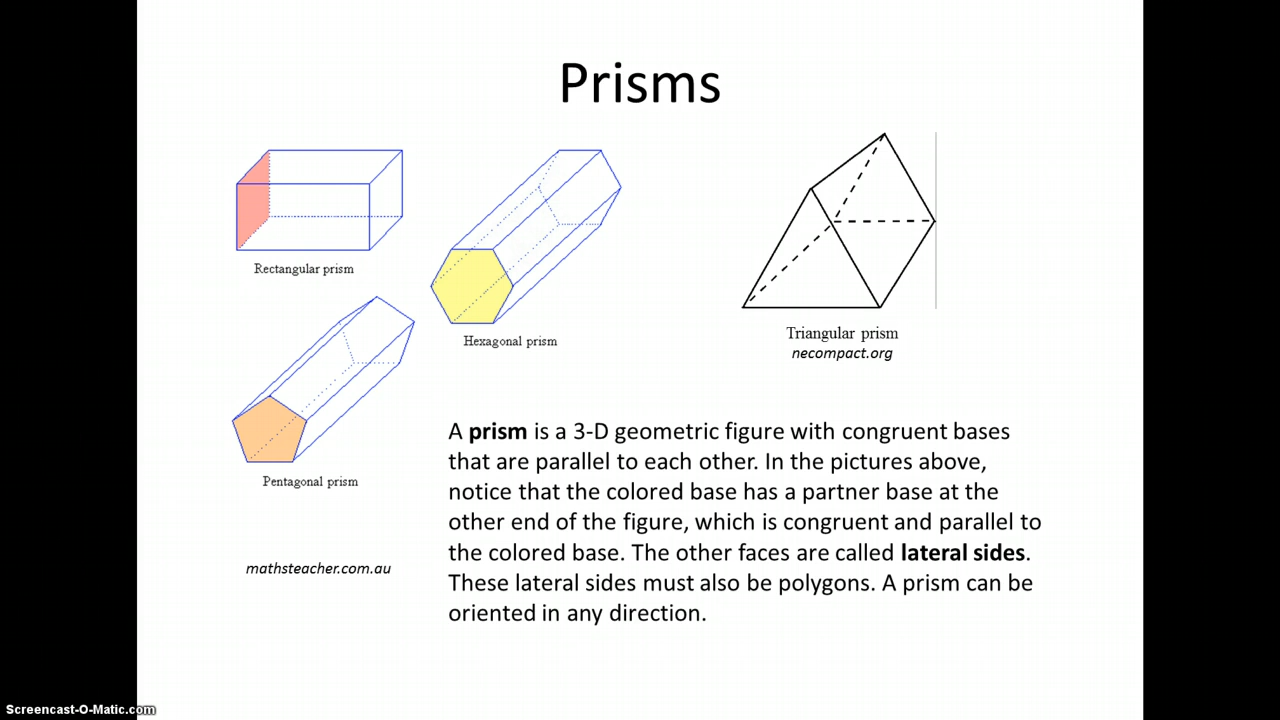 Prisms
Rectangular prism
Hexagonal prism
Triangular prism
necompact.org
Pentagonal prism
mathsteacher.com.au
A prism is a 3-D geometric figure with congruent bases
that are parallel to each other. In the pictures above,
notice that the colored base has a partner base at the
other end of the figure, which is congruent and parallel to
the colored base. The other faces are called lateral sides.
These lateral sides must also be polygons. A prism can be
oriented in any direction.
Screencast-O-Matic.com